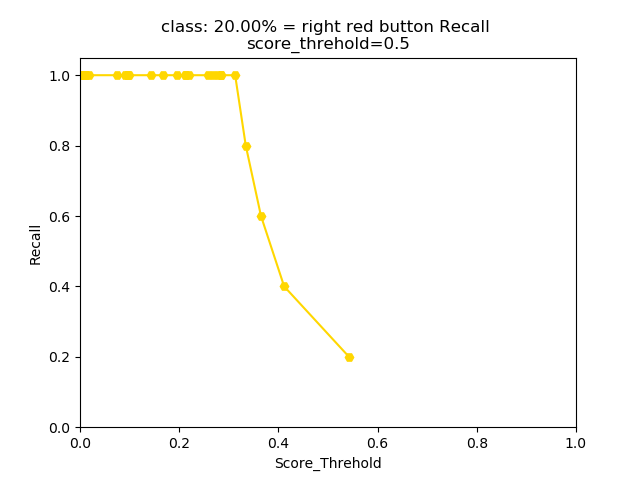 class: 20.00% = right red button Recall
score_threhold=0.5
Recall
1.0
0.8
0.6
0.4
0.2
0.0
0.0 0.2 0.4 0.6 0.8 1.0
Score_Threhold